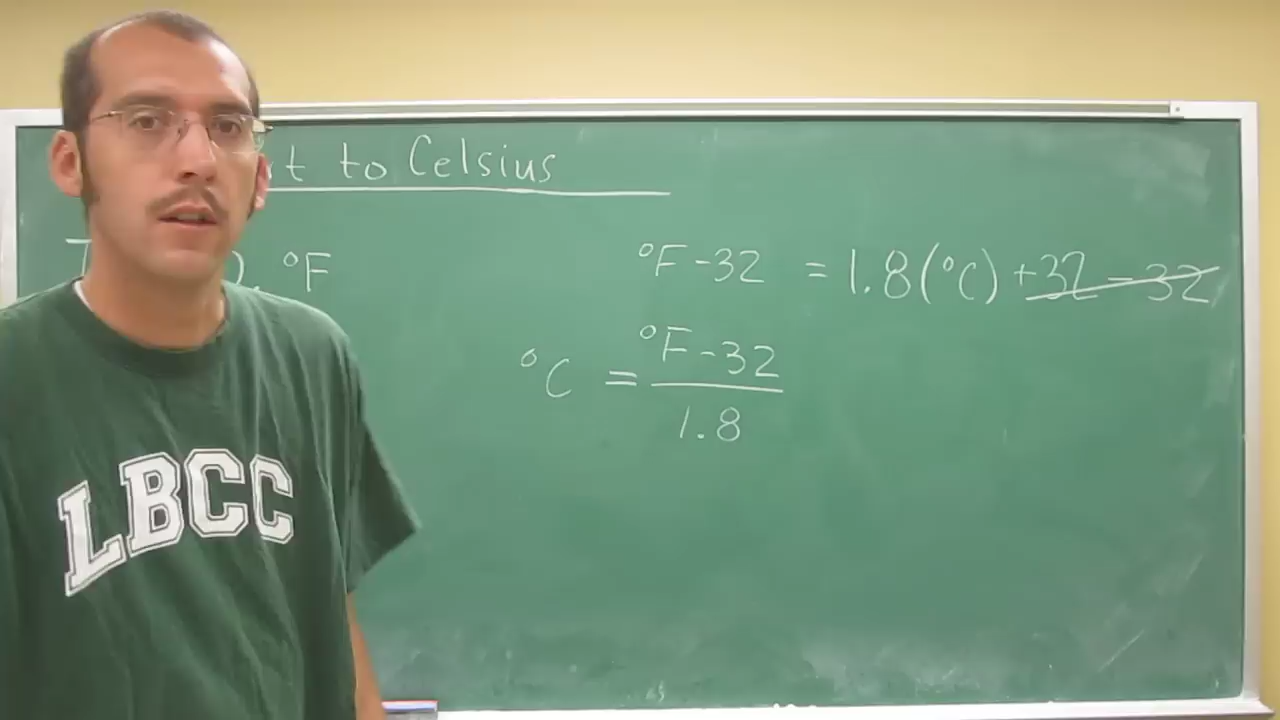 t to Celsius
°F
°F -32 = 1.8(°C) +32 - 32
°C = °F -32
1.8
LBCC